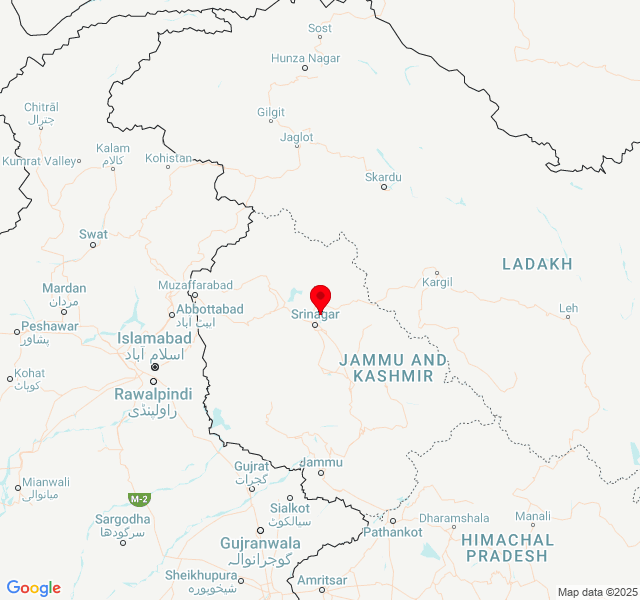 Sost
Hunza Nagar
Chitrāl
چترال
Gilgit
Jaglot
Kalam
كالام
Kumrat Valley
Kohistan
Skardu
Swat
LADAKH
Kargil
Muzaffarabad
Mardan
مردان
Abbottabad
ایبٹ آباد
Leh
Srinagar
Peshawar
پشاور
Islamabad
اسلام آباد
JAMMU AND
KASHMIR
Kohat
کوہاٹ
Rawalpindi
راولپنڈی
Jammu
Gujrat
گجرات
Mianwali
میانوالی
M-2
Sialkot
سیالکوٹ
Sargodha
سرگودھا
Dharamshala
Manali
Pathankot
Gujranwala
گوجرانوالہ
HIMACHAL
PRADESH
Sheikhupura
شیخوپورہ
Amritsar
Google
Map data ©2025